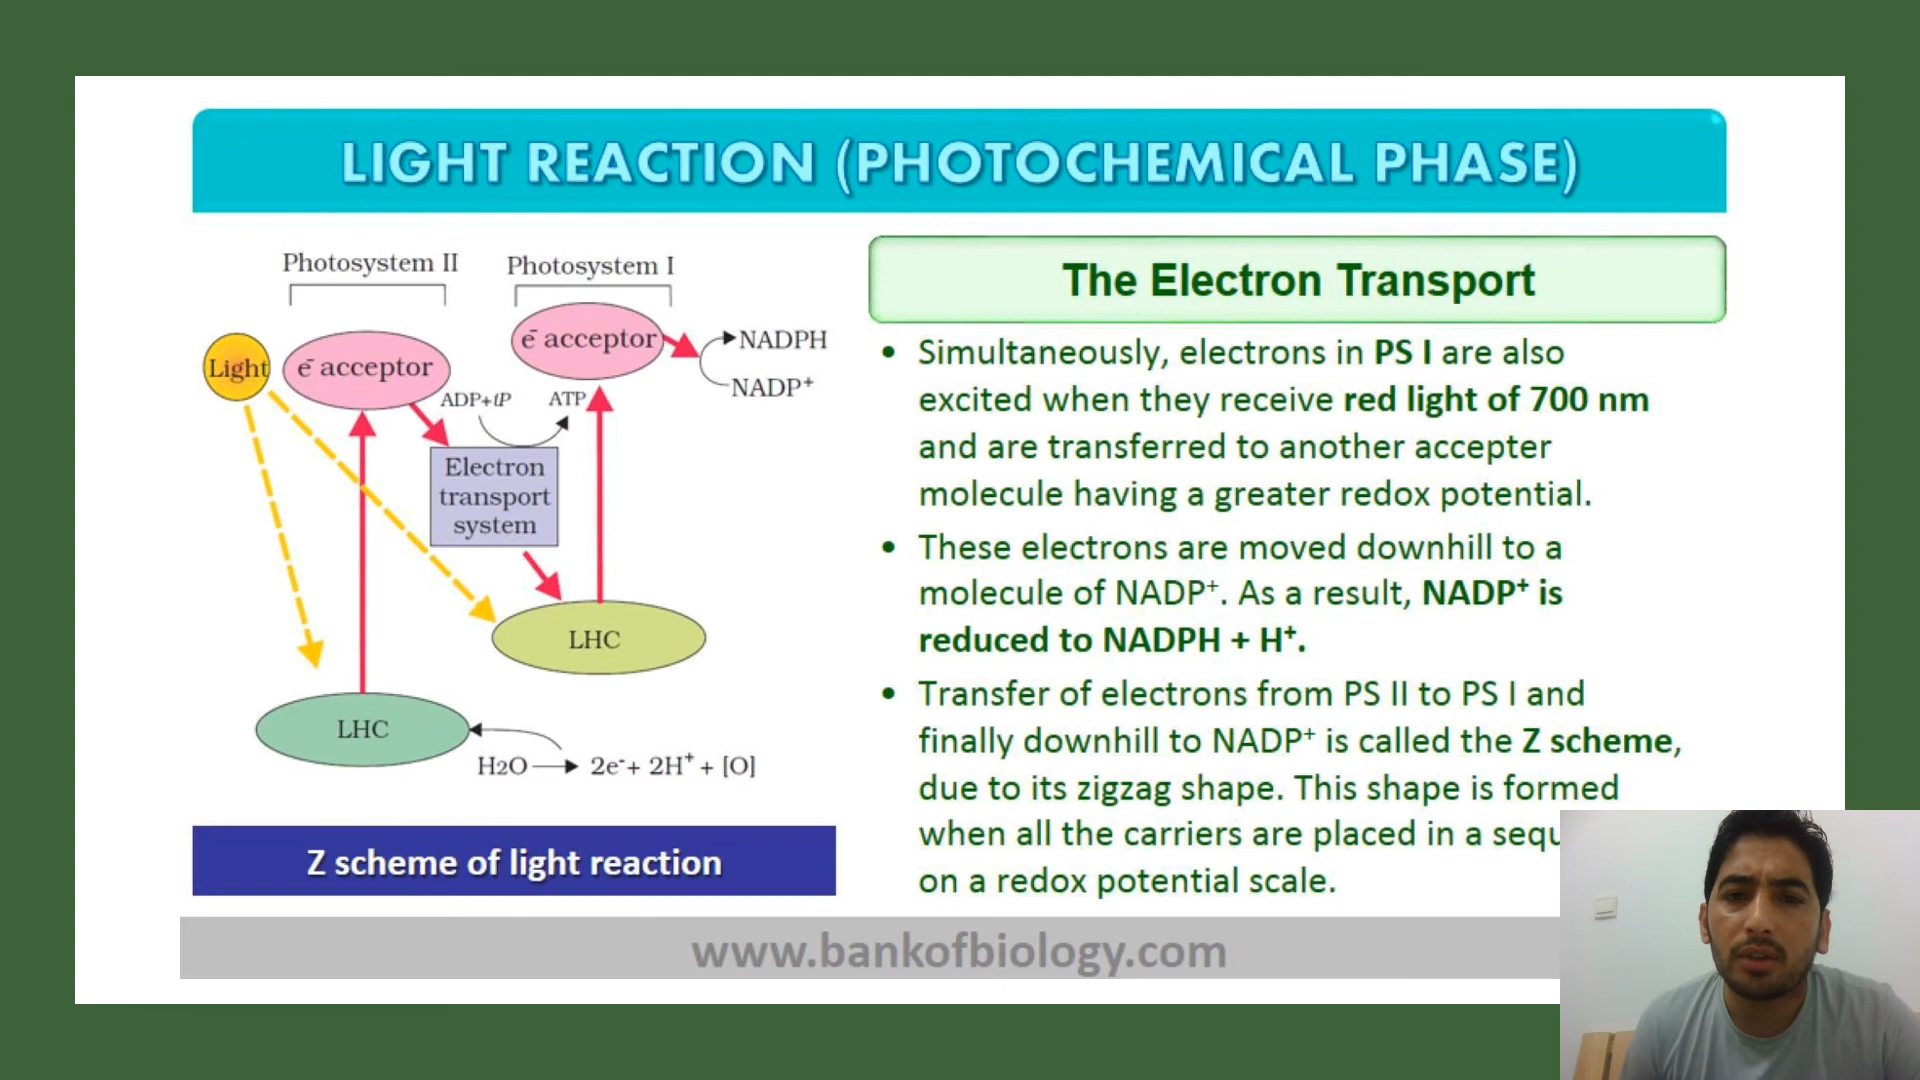 LIGHT REACTION (PHOTOCHEMICAL PHASE)
Photosystem II
Photosystem I
Light
e⁻ acceptor
e⁻ acceptor
NADPH
NADP⁺
ADP+iP
ATP
Electron
transport
system
LHC
LHC
H2O → 2e⁻+ 2H⁺ + [O]
Z scheme of light reaction
The Electron Transport
• Simultaneously, electrons in PS I are also
excited when they receive red light of 700 nm
and are transferred to another accepter
molecule having a greater redox potential.
• These electrons are moved downhill to a
molecule of NADP⁺. As a result, NADP⁺ is
reduced to NADPH + H⁺.
• Transfer of electrons from PS II to PS I and
finally downhill to NADP⁺ is called the Z scheme,
due to its zigzag shape. This shape is formed
when all the carriers are placed in a sequ
on a redox potential scale.
www.bankofbiology.com